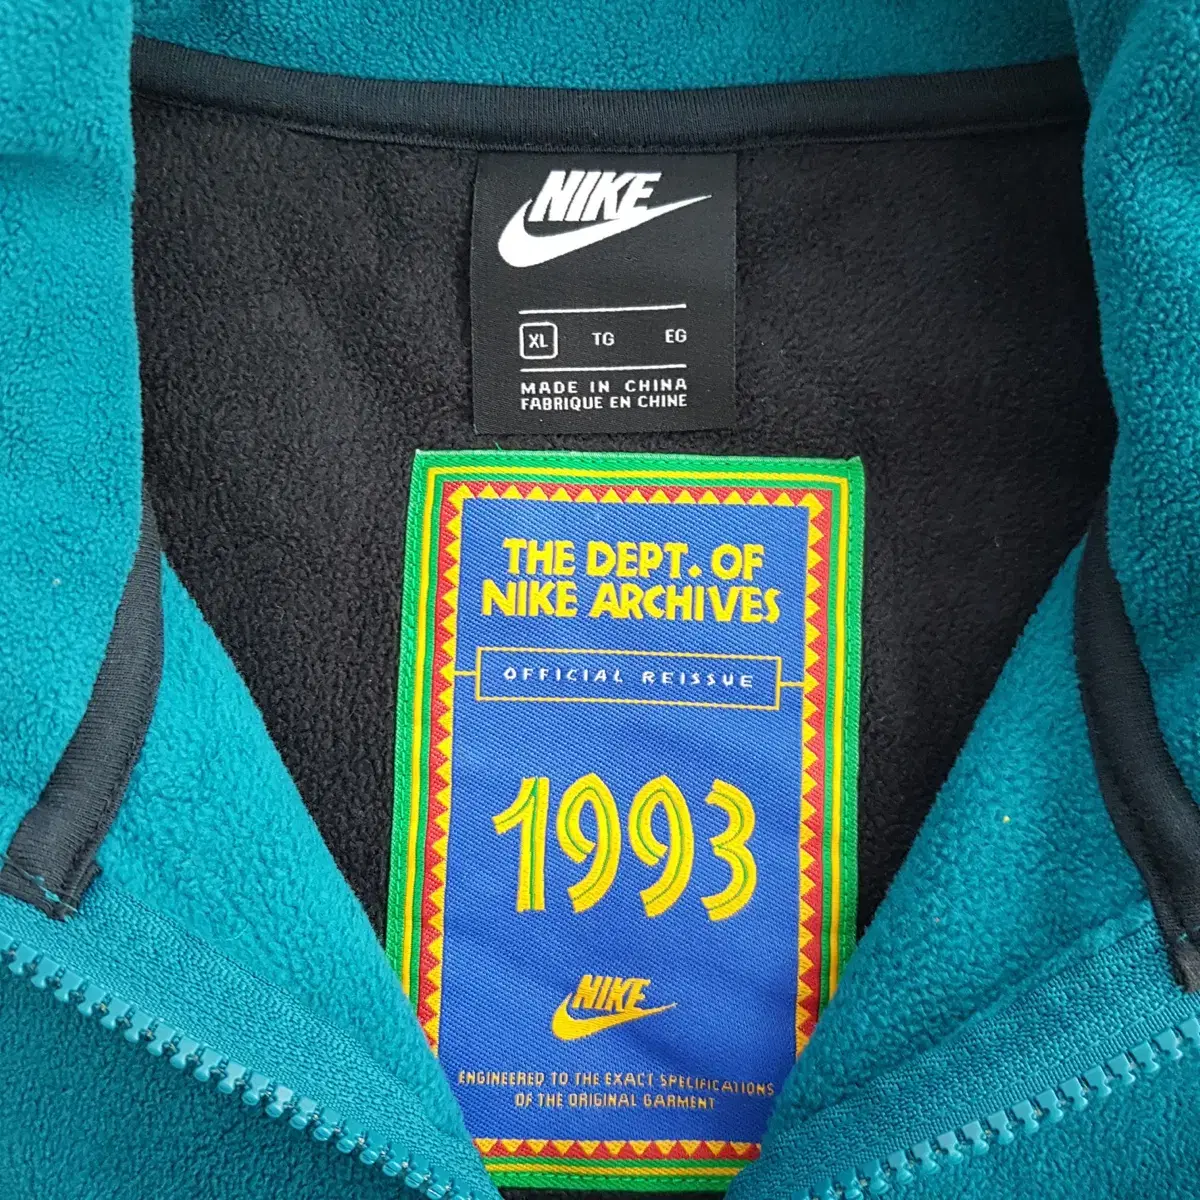 NIKE
XL TG EG
MADE IN CHINA
FABRIQUE EN CHINE
THE DEPT. OF
NIKE ARCHIVES
OFFICIAL REISSUE
1993
NIKE
ENGINEERED TO THE EXACT SPECIFICATIONS
OF THE ORIGINAL GARMENT